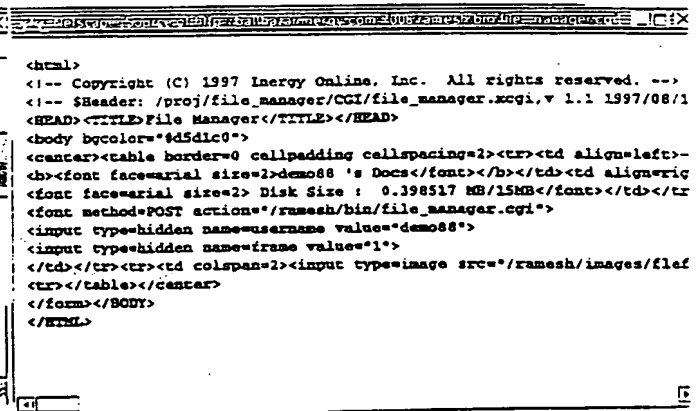 <html>
<!-- Copyright (C) 1997 Inergy Online, Inc. All rights reserved. -->
<!-- $Header: /proj/file_manager/CGI/file_manager.xcgi,v 1.1 1997/08/1
<HEAD><TITLE>File Manager</TITLE></HEAD>
<body bgcolor="#d5d1c0">
<center><table border=0 cellpadding cellspacing=2><tr><td align=left>-
<b><font face=arial size=2>demo88 's Docs</font></b></td><td align=rig
<font face=arial size=2> Disk Size : 0.398517 MB/15MB</font></td></tr
<font method=POST action="/ramesh/bin/file_manager.cgi">
<input type=hidden name=username value="demo88">
<input type=hidden name=frame value="1">
</td></tr><tr><td colspan=2><input type=image src="/ramesh/images/flef
<tr></table></center>
</form></BODY>
</HTML>